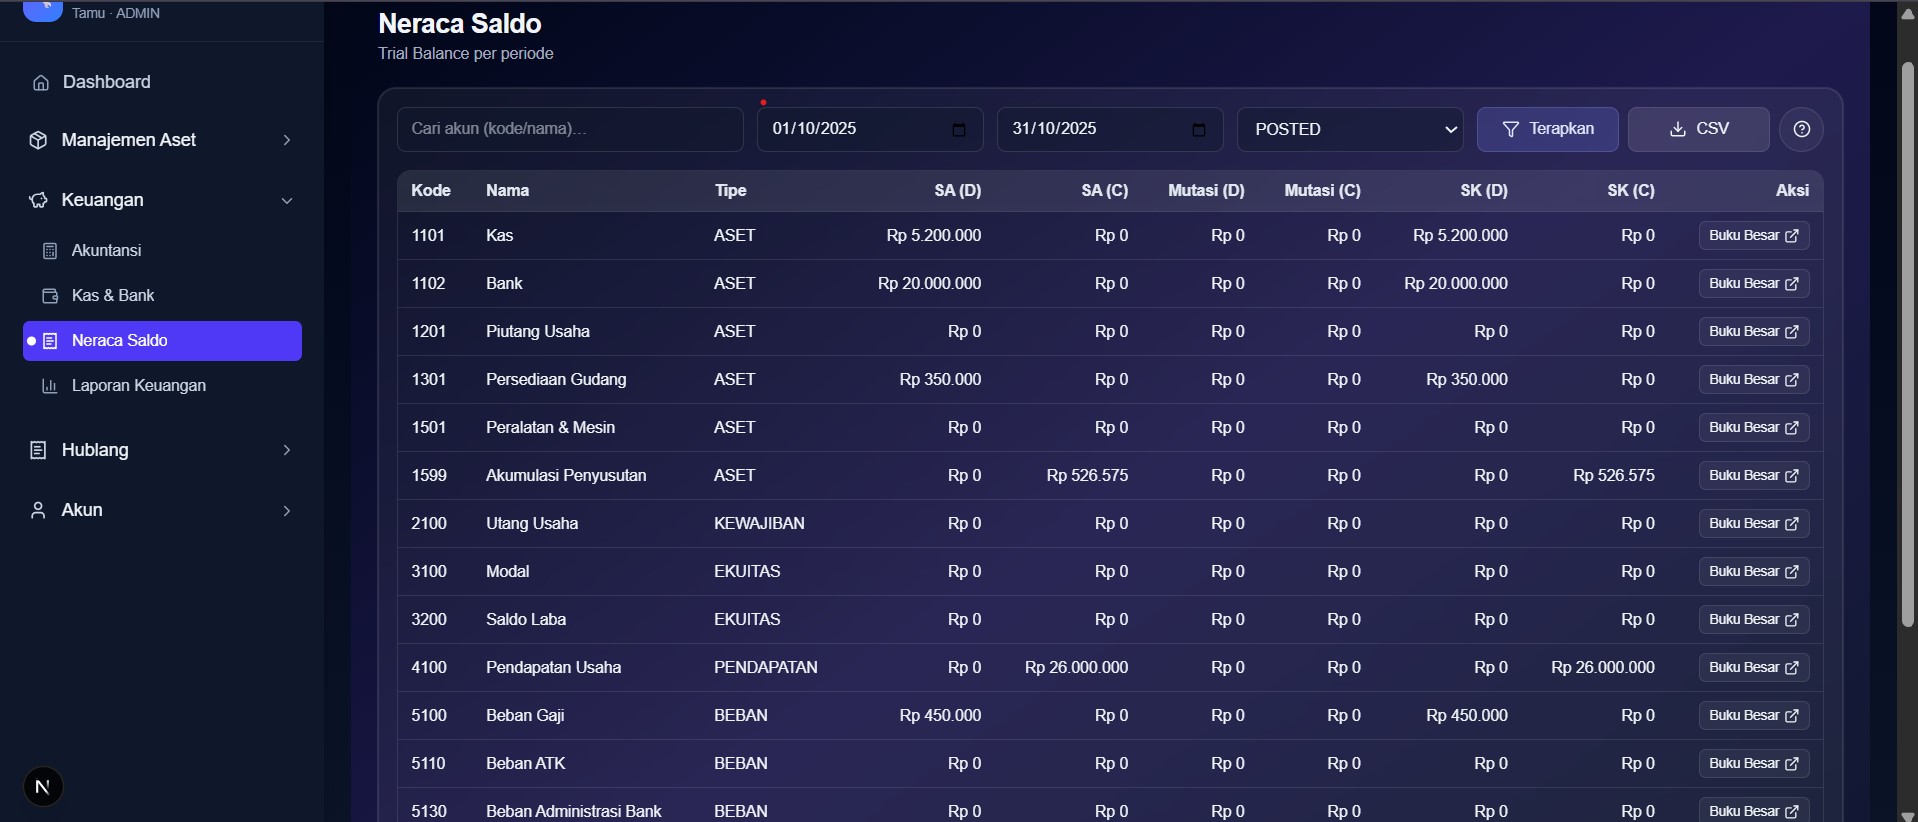 Tamu · ADMIN
Dashboard
Manajemen Aset
Keuangan
Akuntansi
Kas & Bank
Neraca Saldo
Laporan Keuangan
Hublang
Akun
N
Neraca Saldo
Trial Balance per periode
Cari akun (kode/nama)... 01/10/2025 31/10/2025 POSTED Terapkan CSV ?
Kode Nama Tipe SA (D) SA (C) Mutasi (D) Mutasi (C) SK (D) SK (C) Aksi
1101 Kas ASET Rp 5.200.000 Rp 0 Rp 0 Rp 0 Rp 5.200.000 Rp 0 Buku Besar
1102 Bank ASET Rp 20.000.000 Rp 0 Rp 0 Rp 0 Rp 20.000.000 Rp 0 Buku Besar
1201 Piutang Usaha ASET Rp 0 Rp 0 Rp 0 Rp 0 Rp 0 Rp 0 Buku Besar
1301 Persediaan Gudang ASET Rp 350.000 Rp 0 Rp 0 Rp 0 Rp 350.000 Rp 0 Buku Besar
1501 Peralatan & Mesin ASET Rp 0 Rp 0 Rp 0 Rp 0 Rp 0 Rp 0 Buku Besar
1599 Akumulasi Penyusutan ASET Rp 0 Rp 526.575 Rp 0 Rp 0 Rp 0 Rp 526.575 Buku Besar
2100 Utang Usaha KEWAJIBAN Rp 0 Rp 0 Rp 0 Rp 0 Rp 0 Rp 0 Buku Besar
3100 Modal EKUITAS Rp 0 Rp 0 Rp 0 Rp 0 Rp 0 Rp 0 Buku Besar
3200 Saldo Laba EKUITAS Rp 0 Rp 0 Rp 0 Rp 0 Rp 0 Rp 0 Buku Besar
4100 Pendapatan Usaha PENDAPATAN Rp 0 Rp 26.000.000 Rp 0 Rp 0 Rp 0 Rp 26.000.000 Buku Besar
5100 Beban Gaji BEBAN Rp 450.000 Rp 0 Rp 0 Rp 0 Rp 450.000 Rp 0 Buku Besar
5110 Beban ATK BEBAN Rp 0 Rp 0 Rp 0 Rp 0 Rp 0 Rp 0 Buku Besar
5130 Beban Administrasi Bank BEBAN Rp 0 Rp 0 Rp 0 Rp 0 Rp 0 Rp 0 Buku Besar